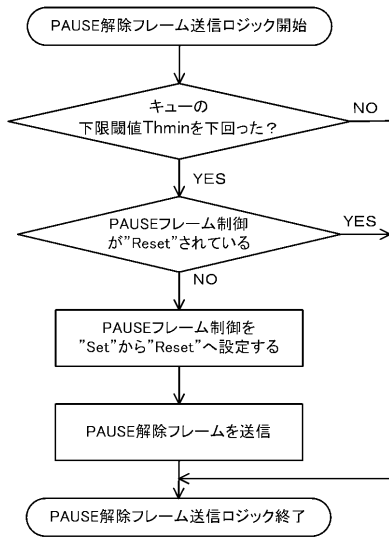 PAUSE解除フレーム送信ロジック開始
キューの
下限閾値Thminを下回った？
NO
YES
PAUSEフレーム制御
が"Reset"されている
YES
NO
PAUSEフレーム制御を
"Set"から"Reset"へ設定する
PAUSE解除フレームを送信
PAUSE解除フレーム送信ロジック終了